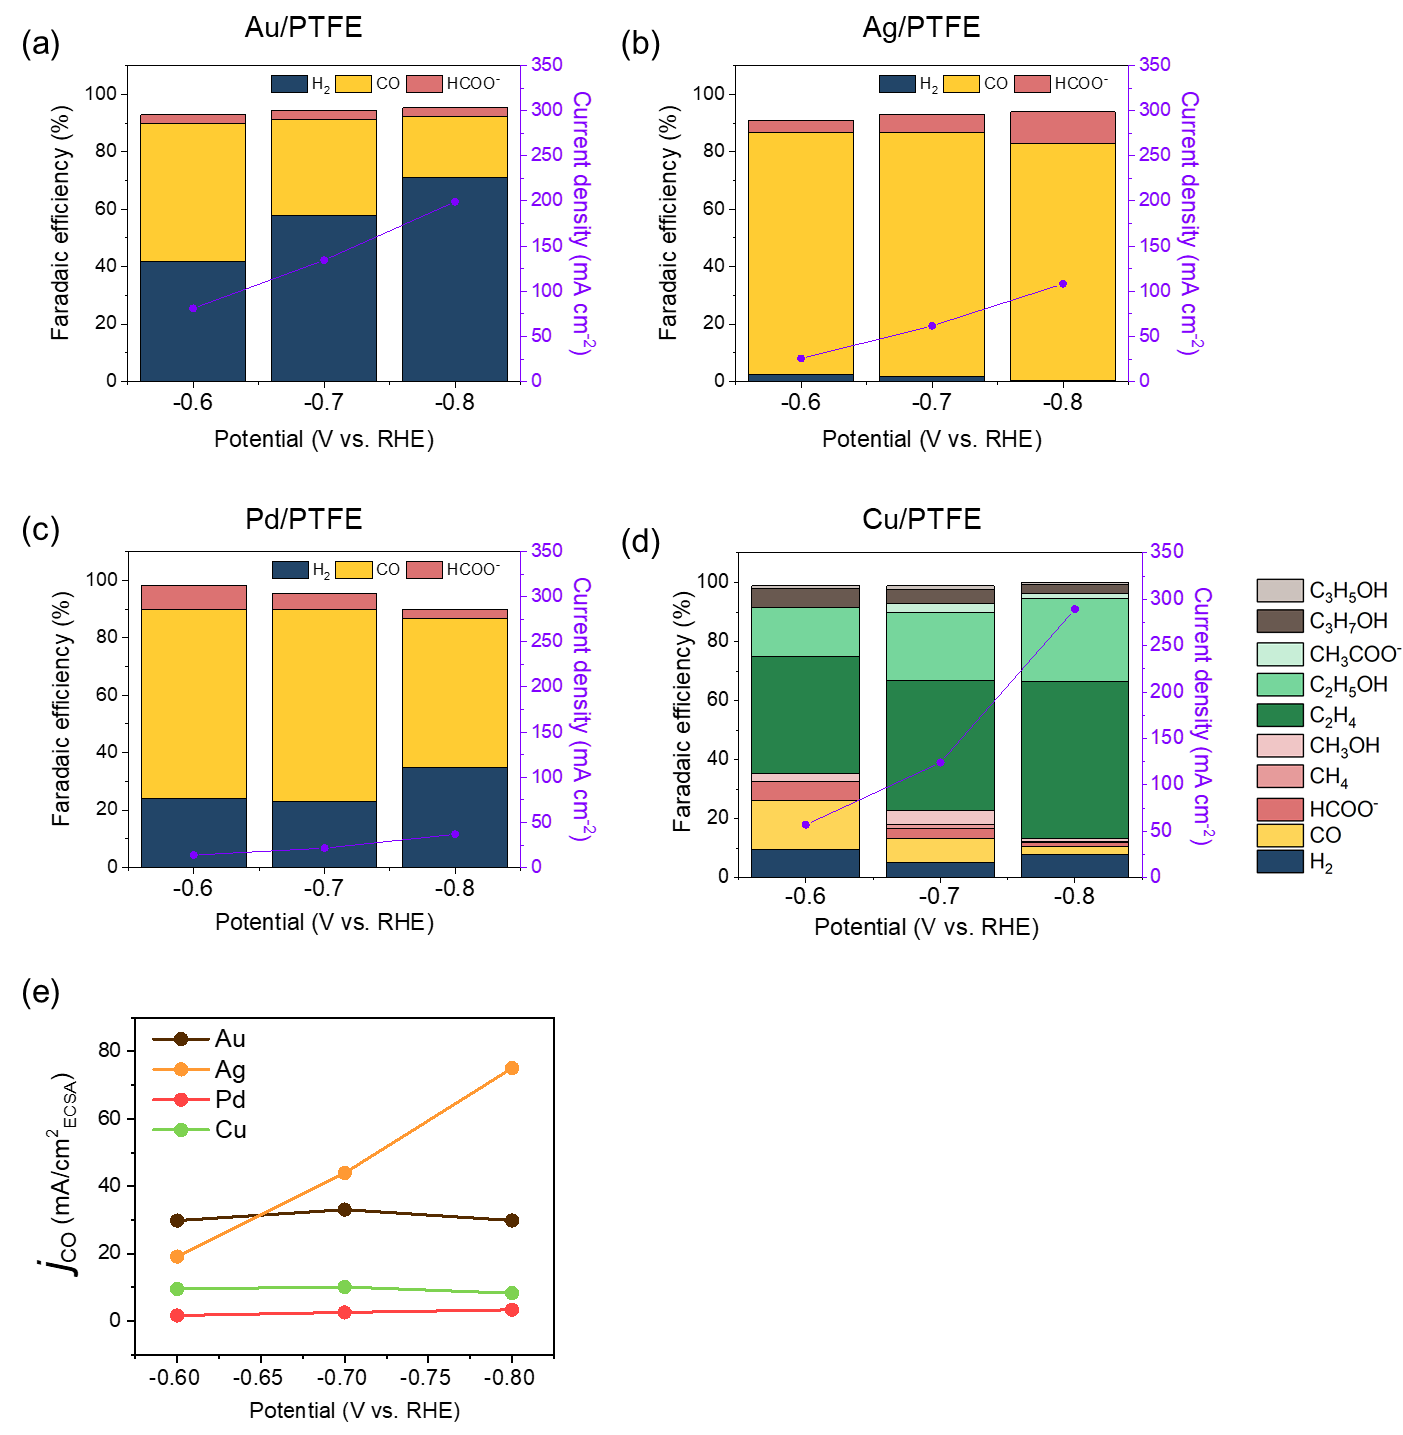 (a)
Au/PTFE
H₂ CO HCOO⁻
Faradaic efficiency (%)
100
80
60
40
20
0
350
300
250
200
150
100
50
0
Current density (mA cm⁻²)
-0.6 -0.7 -0.8
Potential (V vs. RHE)
(b)
Ag/PTFE
H₂ CO HCOO⁻
Faradaic efficiency (%)
100
80
60
40
20
0
350
300
250
200
150
100
50
0
Current density (mA cm⁻²)
-0.6 -0.7 -0.8
Potential (V vs. RHE)
(c)
Pd/PTFE
H₂ CO HCOO⁻
Faradaic efficiency (%)
100
80
60
40
20
0
350
300
250
200
150
100
50
0
Current density (mA cm⁻²)
-0.6 -0.7 -0.8
Potential (V vs. RHE)
(d)
Cu/PTFE
Faradaic efficiency (%)
100
80
60
40
20
0
350
300
250
200
150
100
50
0
Current density (mA cm⁻²)
-0.6 -0.7 -0.8
Potential (V vs. RHE)
C₃H₅OH
C₃H₇OH
CH₃COO⁻
C₂H₅OH
C₂H₄
CH₃OH
CH₄
HCOO⁻
CO
H₂
(e)
Au
Ag
Pd
Cu
jCO (mA/cm²ECSA)
80
60
40
20
0
-0.60 -0.65 -0.70 -0.75 -0.80
Potential (V vs. RHE)